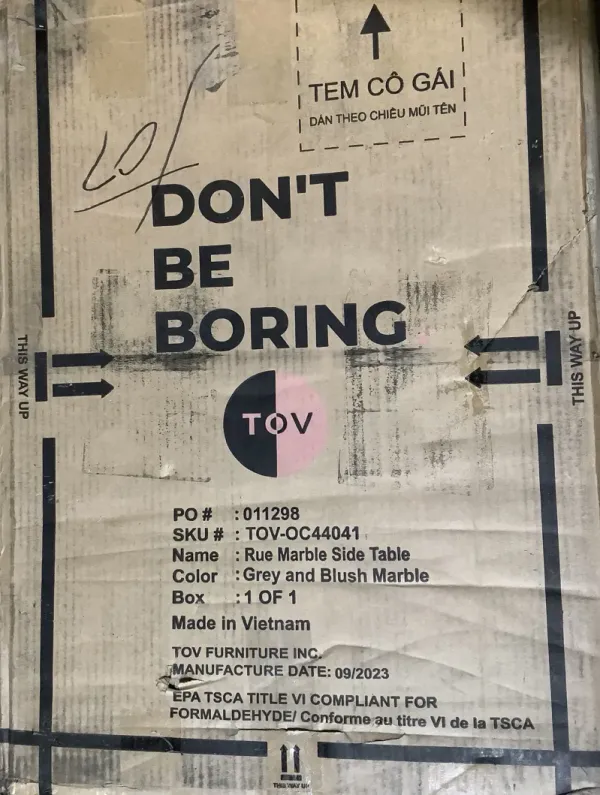 TEM CÔ GÁI
DÁN THEO CHIỀU MŨI TÊN
DON'T
BE
BORING
THIS WAY UP
THIS WAY UP
TOV
PO # : 011298
SKU # : TOV-OC44041
Name : Rue Marble Side Table
Color : Grey and Blush Marble
Box : 1 OF 1
Made in Vietnam
TOV FURNITURE INC.
MANUFACTURE DATE: 09/2023
EPA TSCA TITLE VI COMPLIANT FOR
FORMALDEHYDE/ Conforme au titre VI de la TSCA
THIS WAY UP